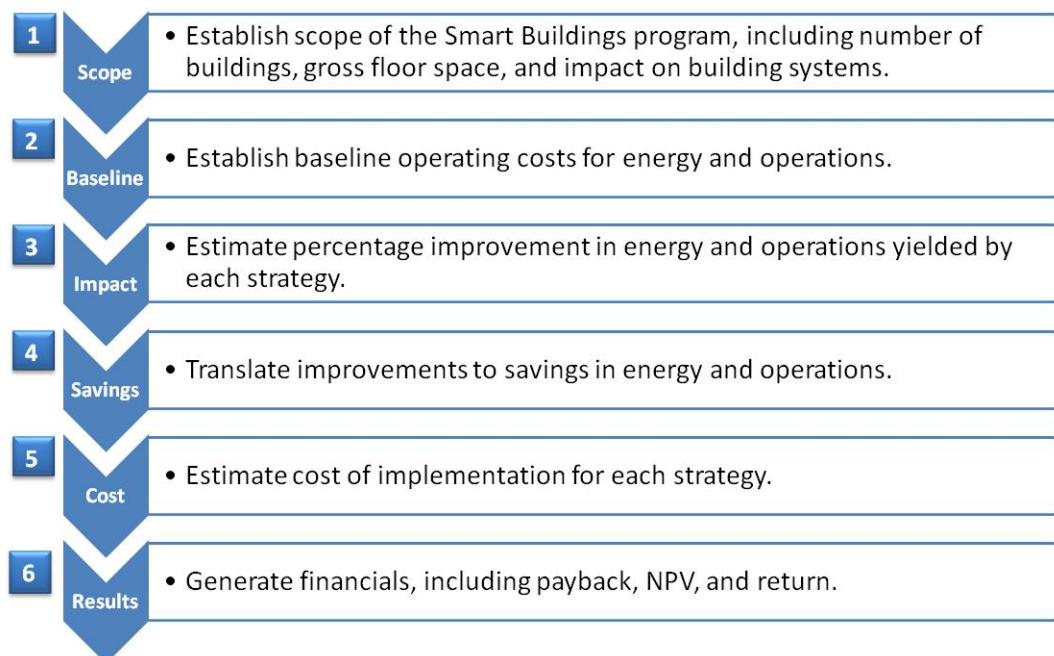 1
Scope
• Establish scope of the Smart Buildings program, including number of
buildings, gross floor space, and impact on building systems.
2
Baseline
• Establish baseline operating costs for energy and operations.
3
Impact
• Estimate percentage improvement in energy and operations yielded by
each strategy.
4
Savings
• Translate improvements to savings in energy and operations.
5
Cost
• Estimate cost of implementation for each strategy.
6
Results
• Generate financials, including payback, NPV, and return.